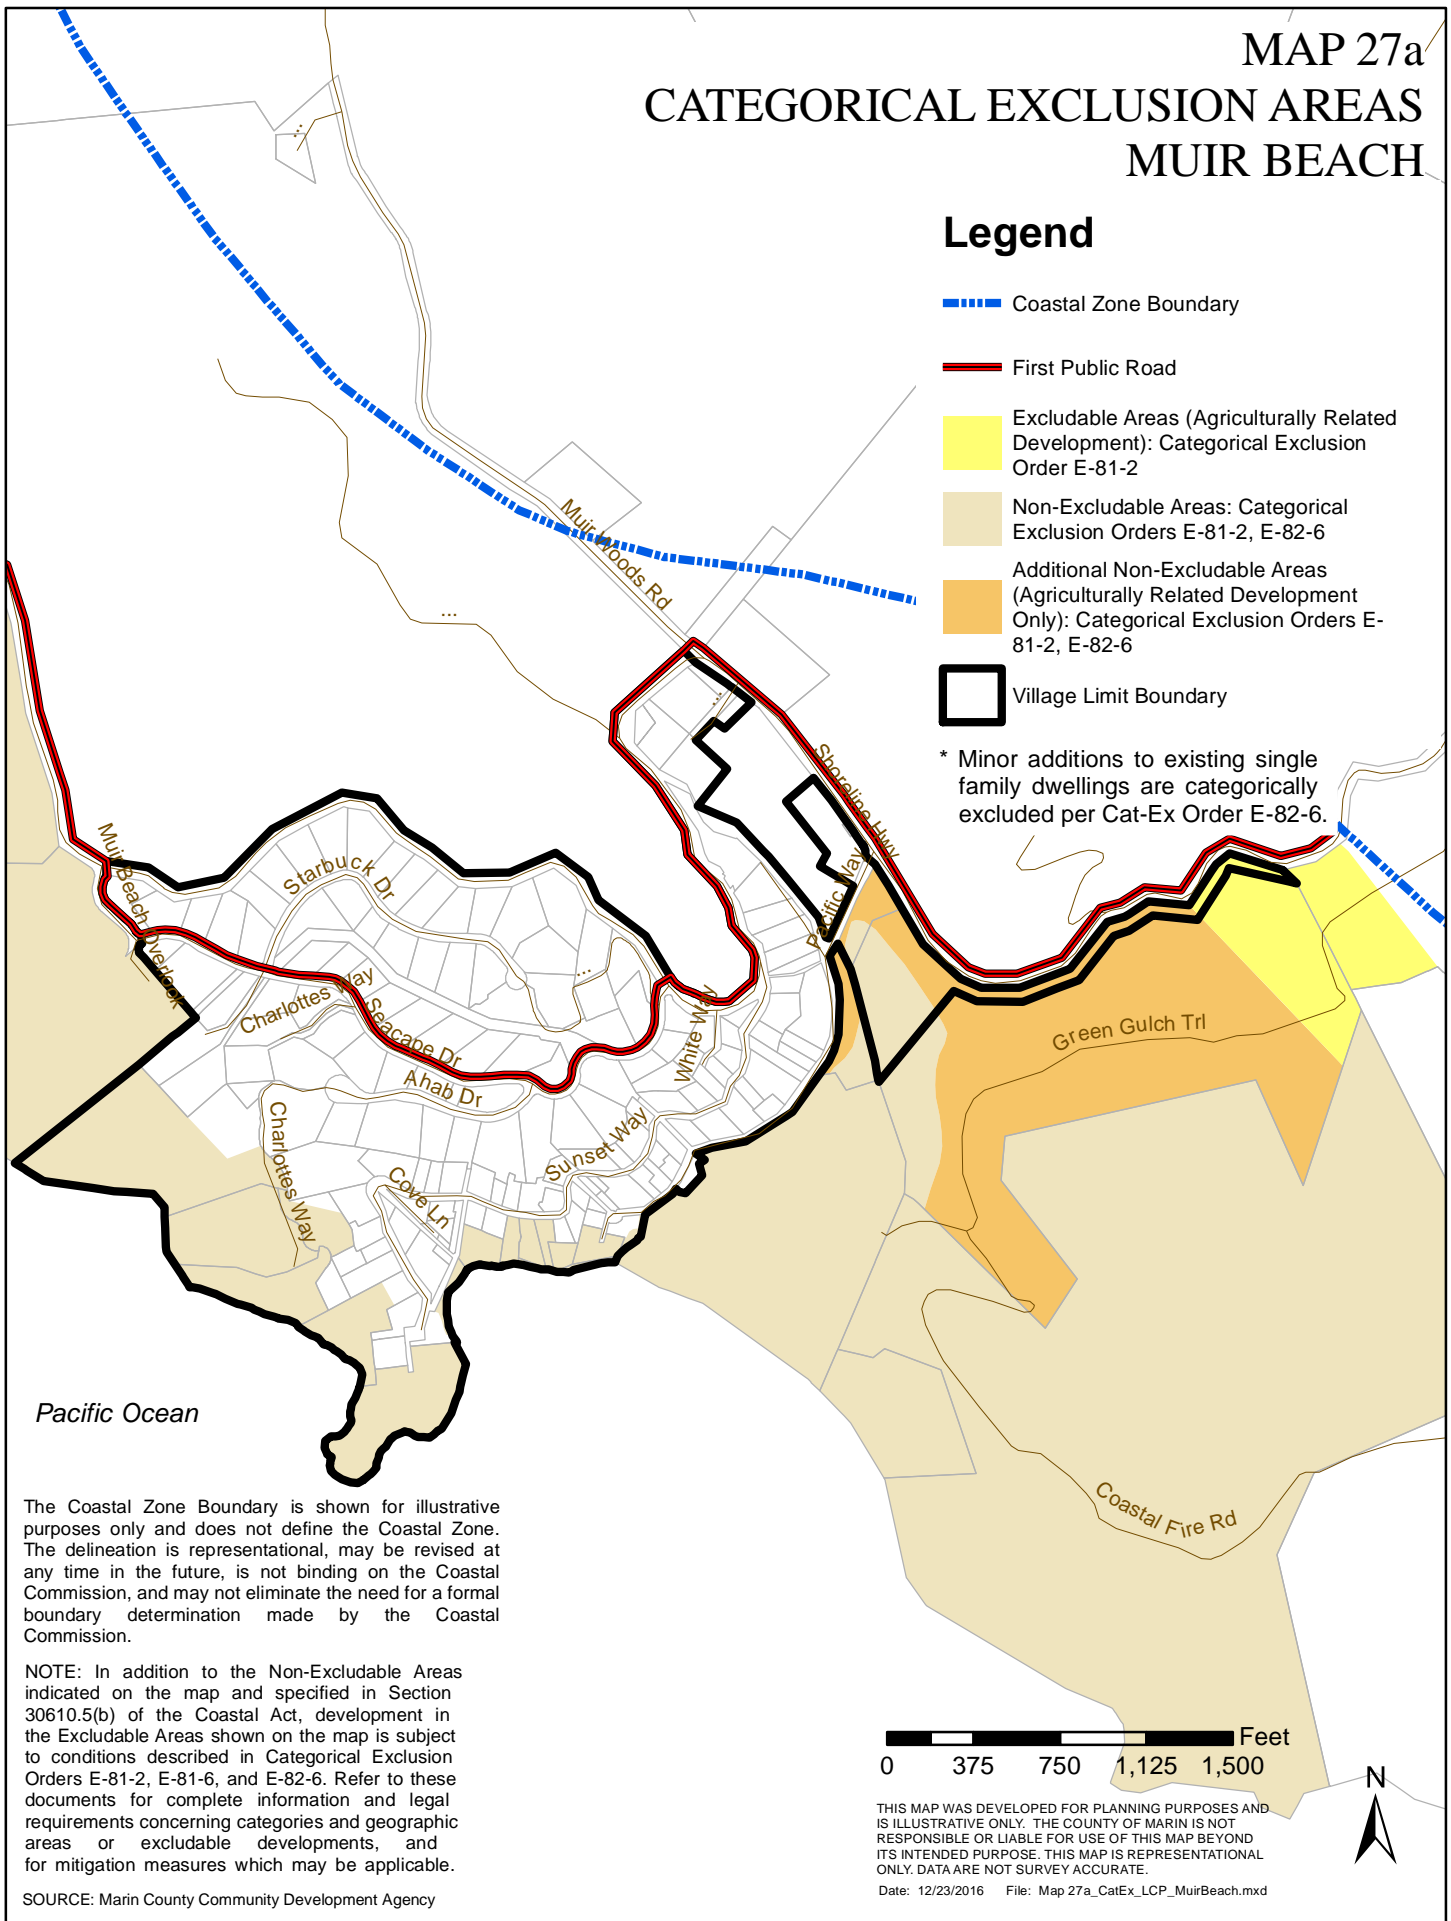 MAP 27a
CATEGORICAL EXCLUSION AREAS
MUIR BEACH
Legend
Coastal Zone Boundary
First Public Road
Excludable Areas (Agriculturally Related
Development): Categorical Exclusion
Order E-81-2
Non-Excludable Areas: Categorical
Exclusion Orders E-81-2, E-82-6
Additional Non-Excludable Areas
(Agriculturally Related Development
Only): Categorical Exclusion Orders E-
81-2, E-82-6
Village Limit Boundary
* Minor additions to existing single
family dwellings are categorically
excluded per Cat-Ex Order E-82-6.
...
Muir Woods Rd
...
...
Shoreline Hwy
Muir Beach Overlook
Starbuck Dr
Pacific Way
...
Charlottes Way
Seacape Dr
White Way
Ahab Dr
Green Gulch Trl
Charlottes Way
Sunset Way
Cove Ln
Pacific Ocean
Coastal Fire Rd
The Coastal Zone Boundary is shown for illustrative
purposes only and does not define the Coastal Zone.
The delineation is representational, may be revised at
any time in the future, is not binding on the Coastal
Commission, and may not eliminate the need for a formal
boundary determination made by the Coastal
Commission.
NOTE: In addition to the Non-Excludable Areas
indicated on the map and specified in Section
30610.5(b) of the Coastal Act, development in
the Excludable Areas shown on the map is subject
to conditions described in Categorical Exclusion
Orders E-81-2, E-81-6, and E-82-6. Refer to these
documents for complete information and legal
requirements concerning categories and geographic
areas or excludable developments, and
for mitigation measures which may be applicable.
SOURCE: Marin County Community Development Agency
Feet
0 375 750 1,125 1,500
N
THIS MAP WAS DEVELOPED FOR PLANNING PURPOSES AND
IS ILLUSTRATIVE ONLY. THE COUNTY OF MARIN IS NOT
RESPONSIBLE OR LIABLE FOR USE OF THIS MAP BEYOND
ITS INTENDED PURPOSE. THIS MAP IS REPRESENTATIONAL
ONLY. DATA ARE NOT SURVEY ACCURATE.
Date: 12/23/2016 File: Map 27a_CatEx_LCP_MuirBeach.mxd